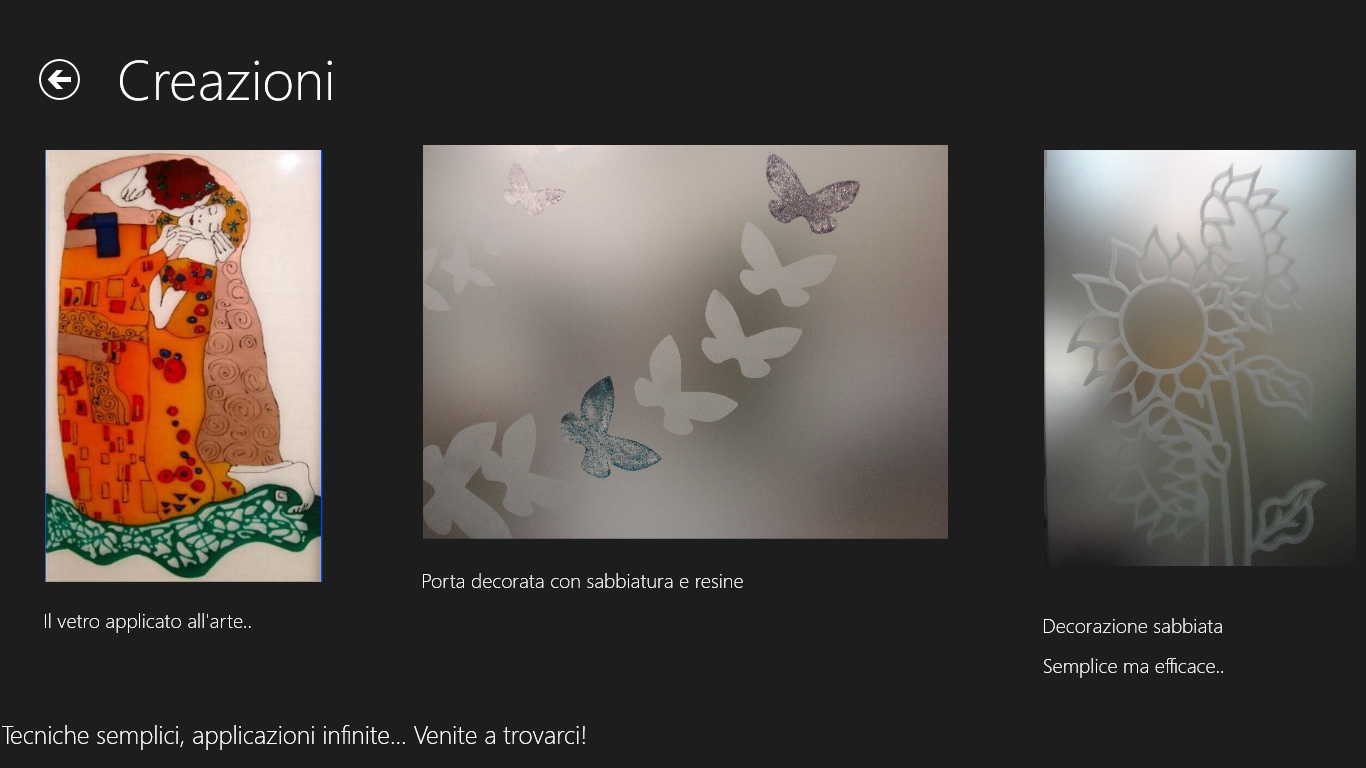 Creazioni
Il vetro applicato all'arte..
Porta decorata con sabbiatura e resine
Decorazione sabbiata
Semplice ma efficace..
Tecniche semplici, applicazioni infinite... Venite a trovarci!